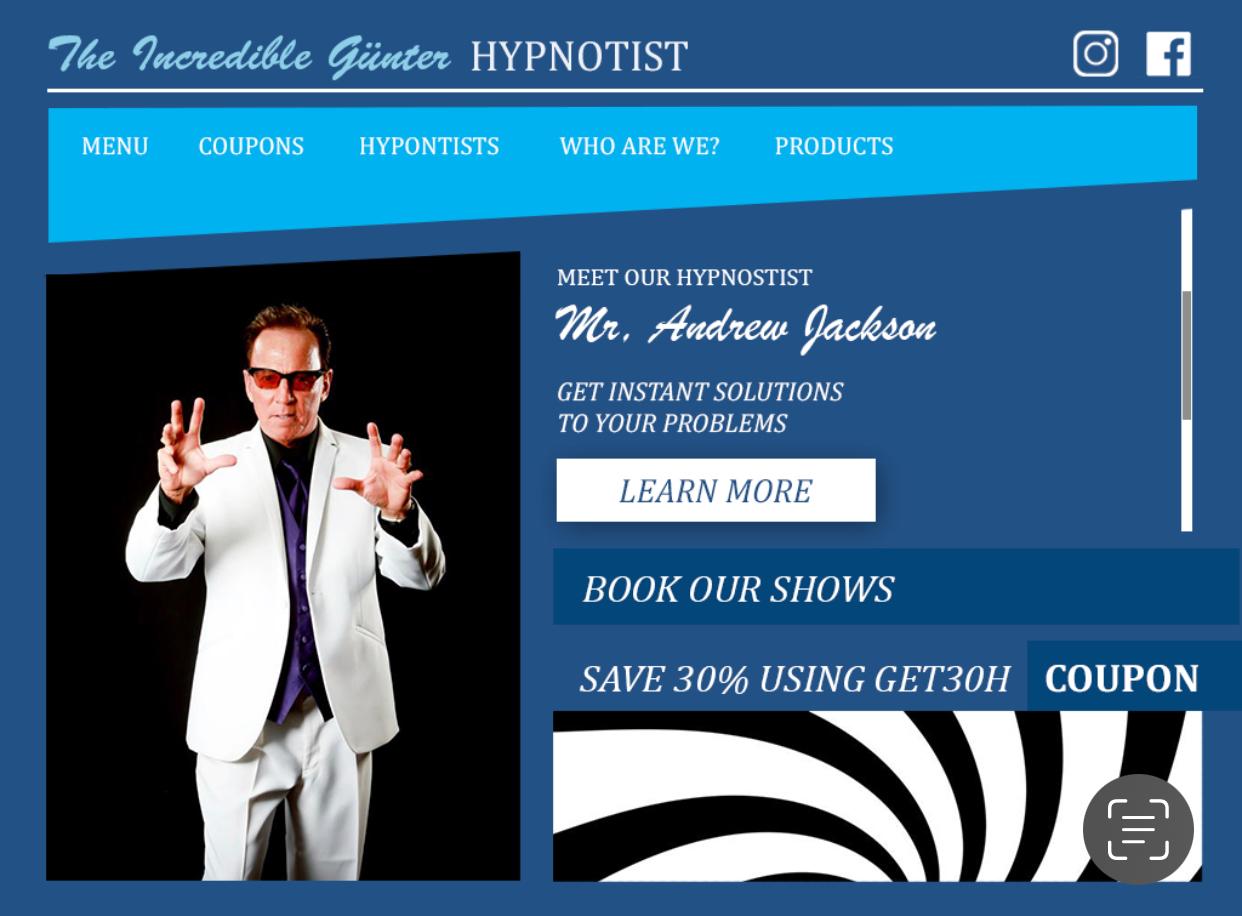 The Incredible Günter HYPNOTIST
MENU COUPONS HYPONTISTS WHO ARE WE? PRODUCTS
MEET OUR HYPNOSTIST
Mr. Andrew Jackson
GET INSTANT SOLUTIONS
TO YOUR PROBLEMS
LEARN MORE
BOOK OUR SHOWS
SAVE 30% USING GET30H COUPON